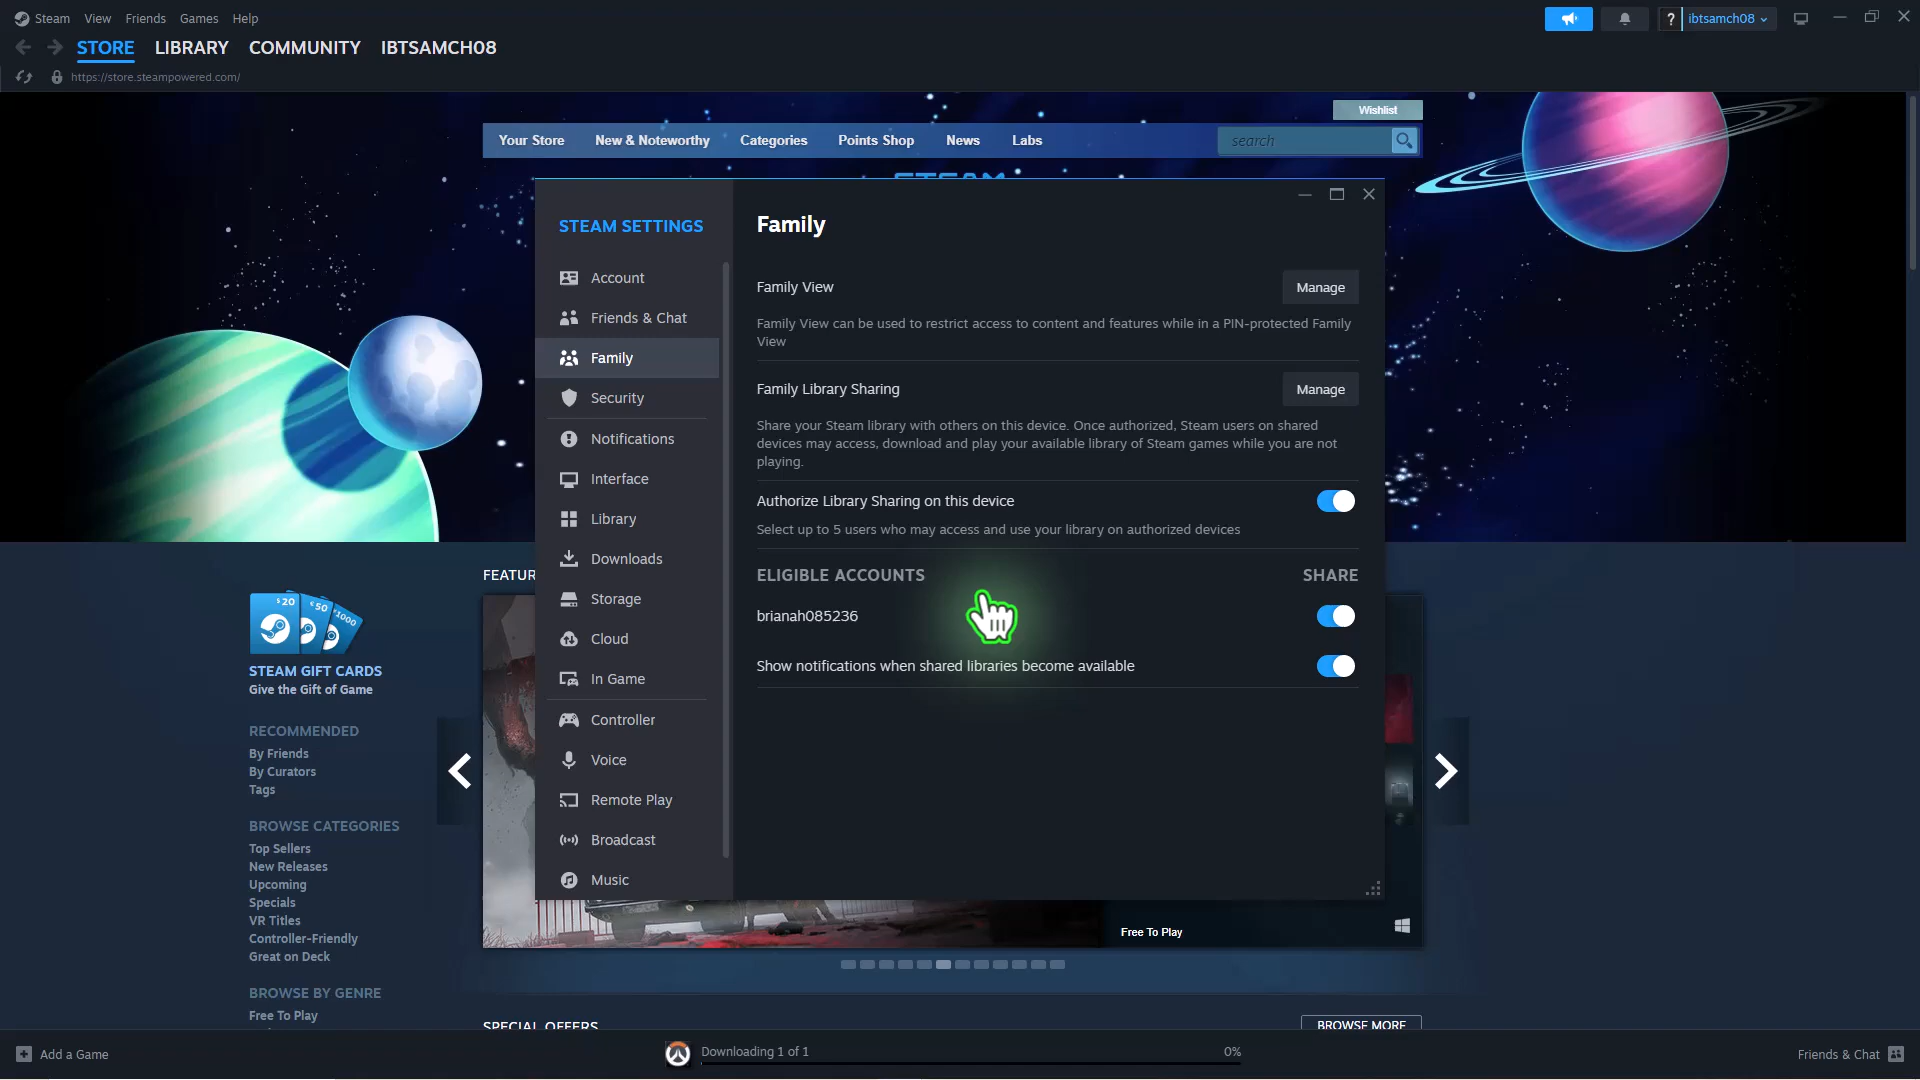 Steam View Friends Games Help
ibtsamch08
STORE LIBRARY COMMUNITY IBTSAMCH08
https://store.steampowered.com/
Wishlist
Your Store New & Noteworthy Categories Points Shop News Labs
search
STEAM
STEAM SETTINGS
Account
Friends & Chat
Family
Security
Notifications
Interface
Library
Downloads
Storage
Cloud
In Game
Controller
Voice
Remote Play
Broadcast
Music
Family
Family View
Manage
Family View can be used to restrict access to content and features while in a PIN-protected Family
View
Family Library Sharing
Manage
Share your Steam library with others on this device. Once authorized, Steam users on shared
devices may access, download and play your available library of Steam games while you are not
playing.
Authorize Library Sharing on this device
Select up to 5 users who may access and use your library on authorized devices
ELIGIBLE ACCOUNTS SHARE
brianah085236
Show notifications when shared libraries become available
FEATUR
$20 €50 $1000
STEAM GIFT CARDS
Give the Gift of Game
RECOMMENDED
By Friends
By Curators
Tags
BROWSE CATEGORIES
Top Sellers
New Releases
Upcoming
Specials
VR Titles
Controller-Friendly
Great on Deck
BROWSE BY GENRE
Free To Play
Free To Play
SPECIAL OFFERS
BROWSE MORE
Add a Game
Downloading 1 of 1 0%
Friends & Chat